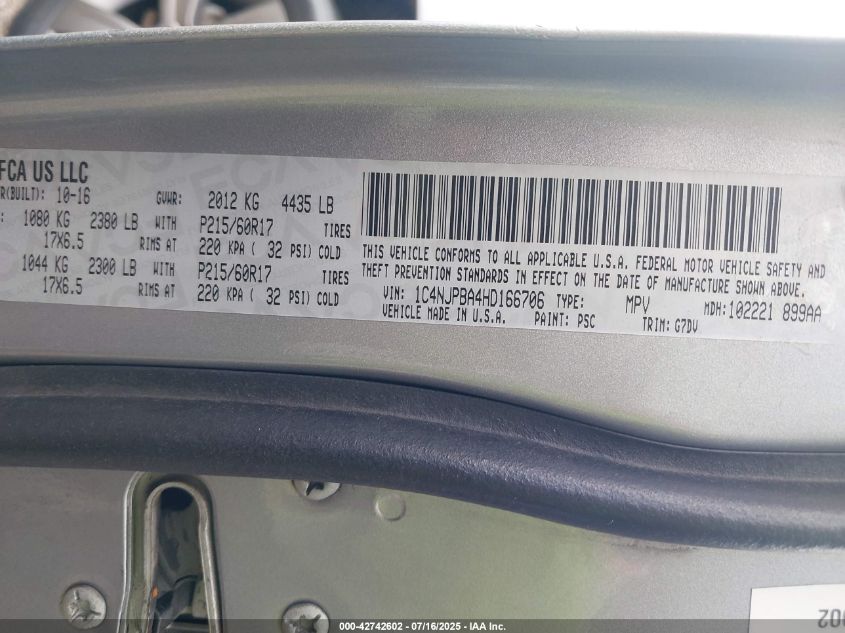 FCA US LLC
R(BUILT): 10-16 GVWR: 2012 KG 4435 LB
: 1080 KG 2380 LB WITH P215/60R17 TIRES
17X6.5 RIMS AT 220 KPA ( 32 PSI) COLD
1044 KG 2300 LB WITH P215/60R17 TIRES
17X6.5 RIMS AT 220 KPA ( 32 PSI) COLD
THIS VEHICLE CONFORMS TO ALL APPLICABLE U.S.A. FEDERAL MOTOR VEHICLE SAFETY AND
THEFT PREVENTION STANDARDS IN EFFECT ON THE DATE OF MANUFACTURE SHOWN ABOVE.
VIN: 1C4NJPBA4HD166706 TYPE: MPV MDH:102221 899AA
VEHICLE MADE IN U.S.A. PAINT: PSC TRIM: G7DV
002
000-42742602 - 07/16/2025 - IAA Inc.